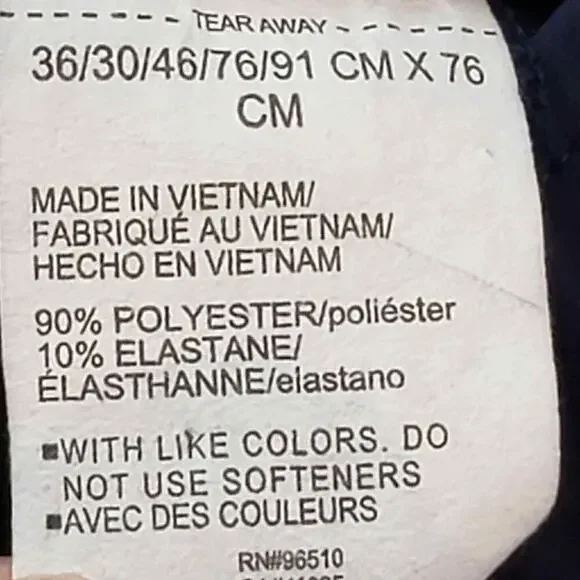 TEAR AWAY
36/30/46/76/91 CM X 76
CM
MADE IN VIETNAM/
FABRIQUÉ AU VIETNAM/
HECHO EN VIETNAM
90% POLYESTER/poliéster
10% ELASTANE/
ÉLASTHANNE/elastano
▪WITH LIKE COLORS. DO
NOT USE SOFTENERS
▪AVEC DES COULEURS
RN#96510